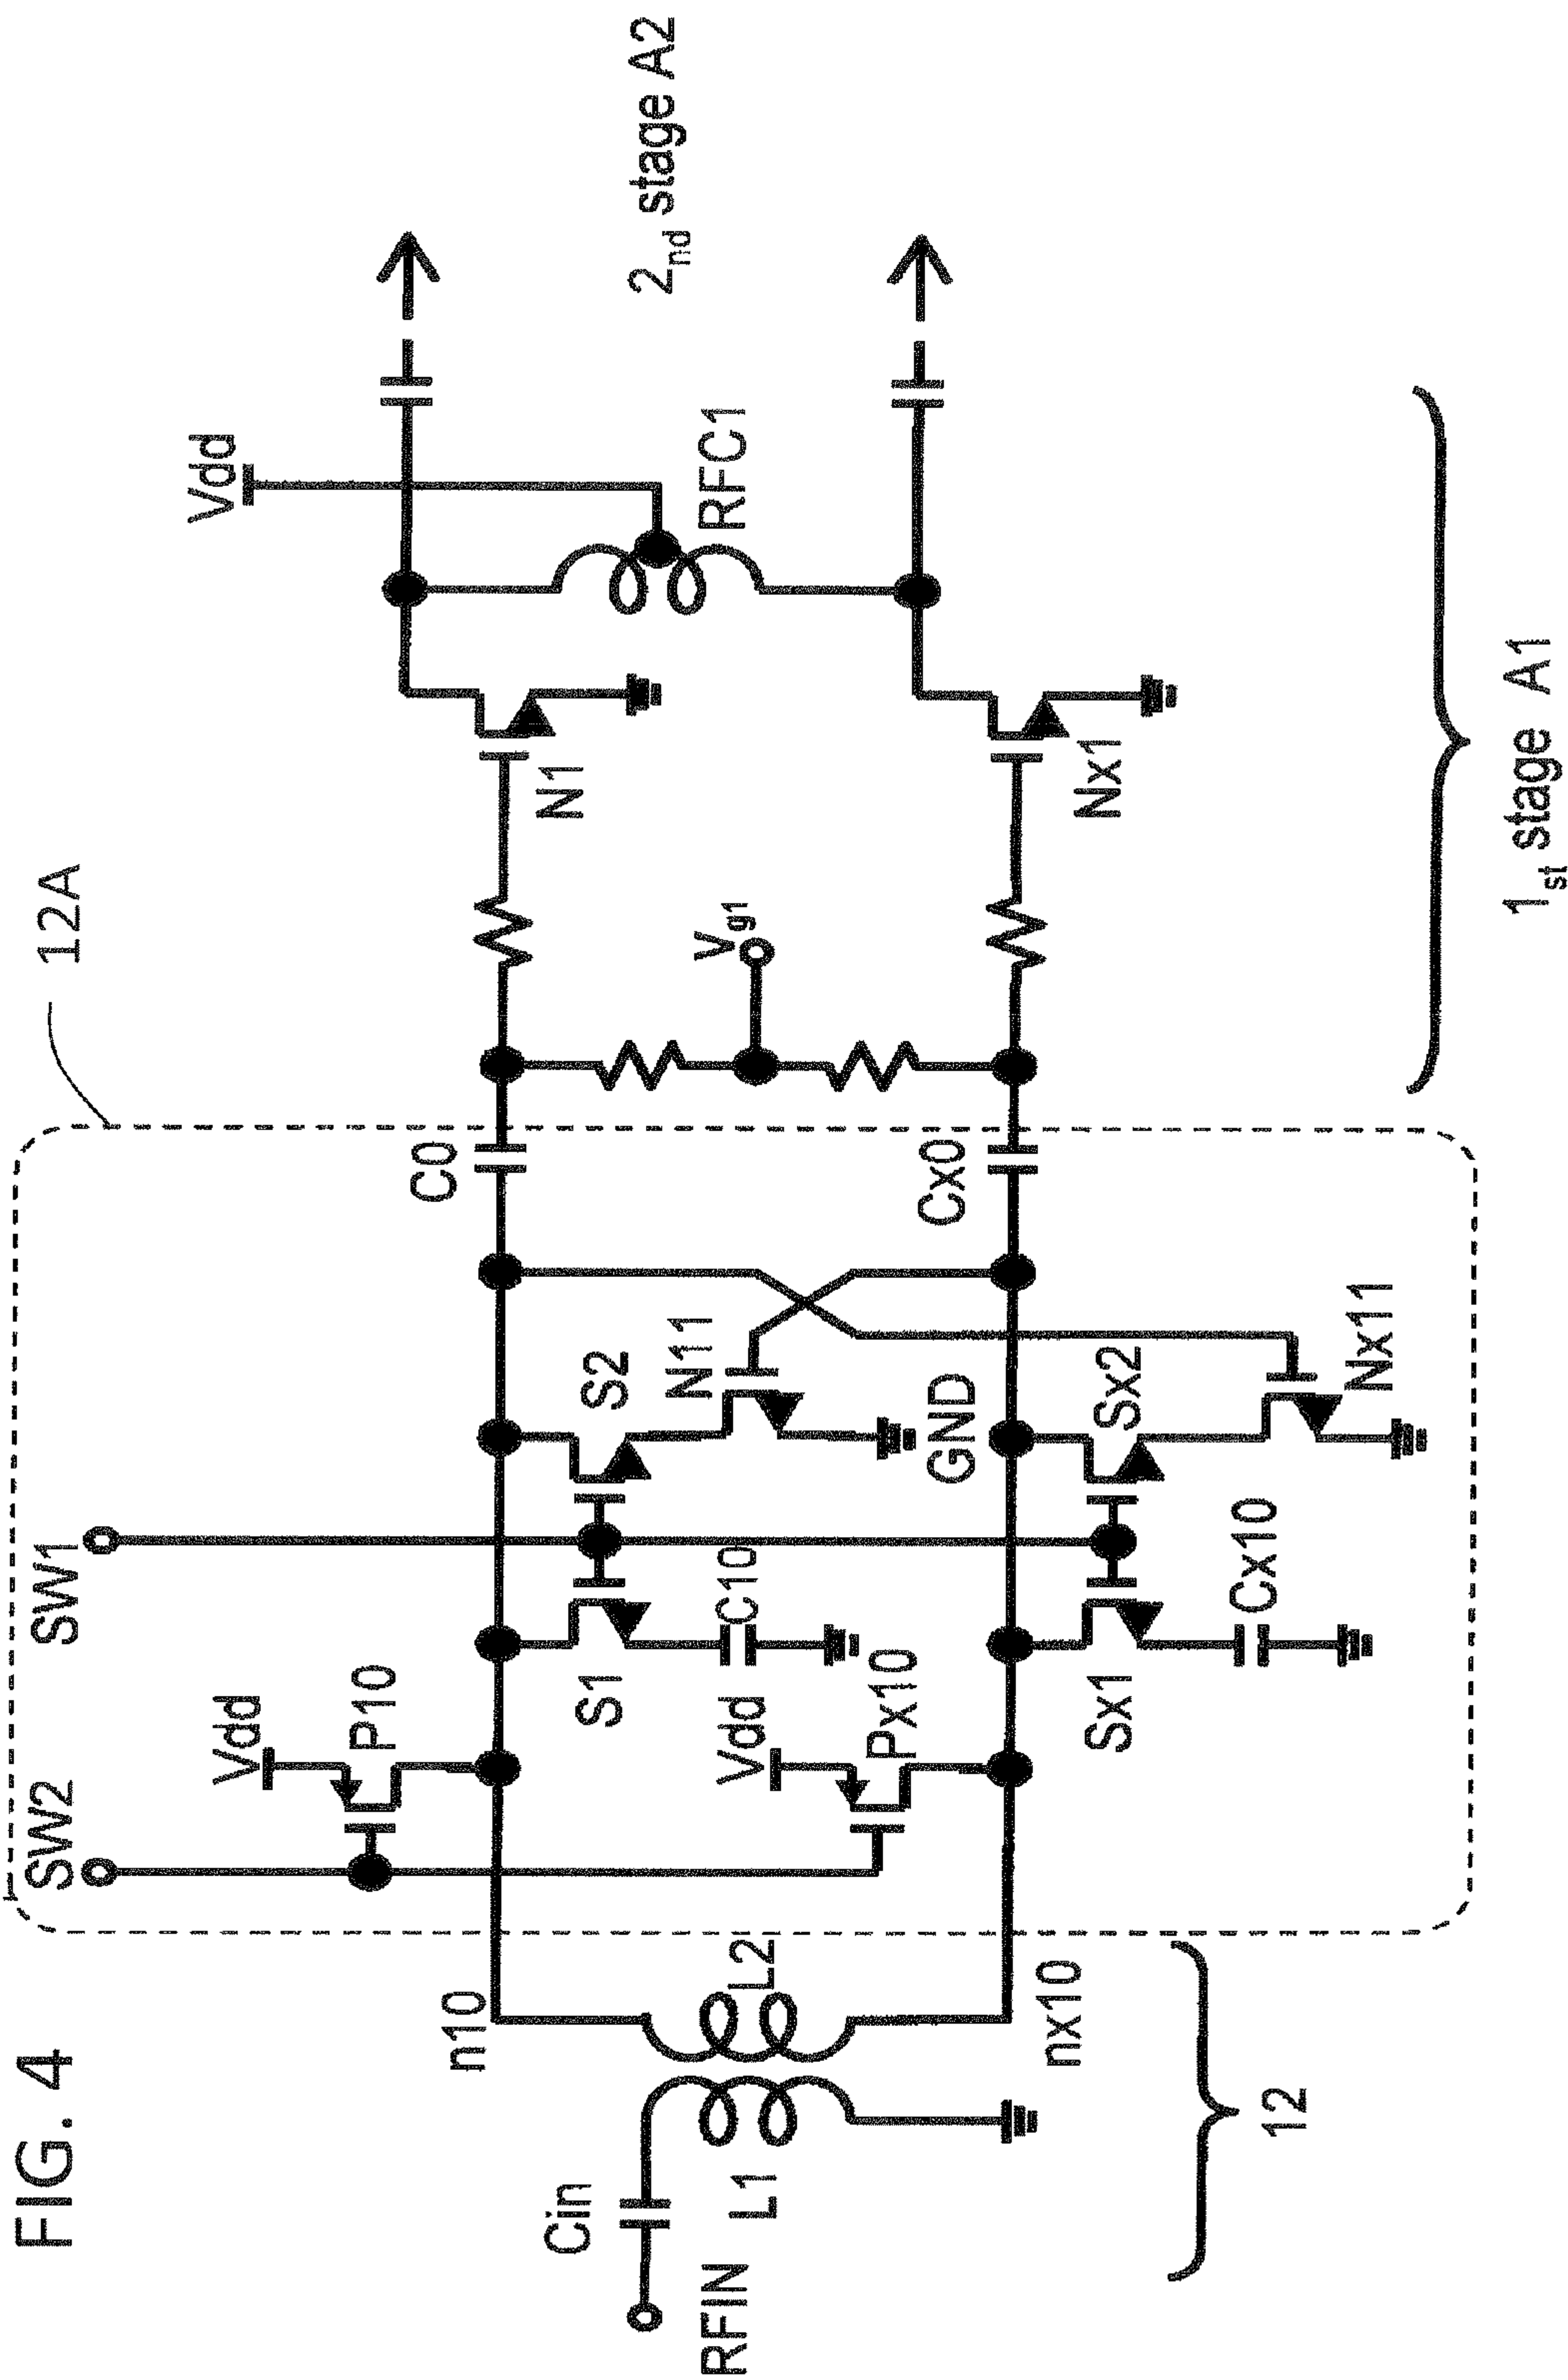 FIG. 4
12A
SW2
SW1
Vdd
P10
Vdd
Px10
n10
nx10
S1
C10
S2
N11
GND
Sx1
Cx10
Sx2
Nx11
C0
Cx0
Vg1
N1
Nx1
Vdd
RFC1
2nd stage A2
Cin
RFIN
L1
L2
12
1st stage A1